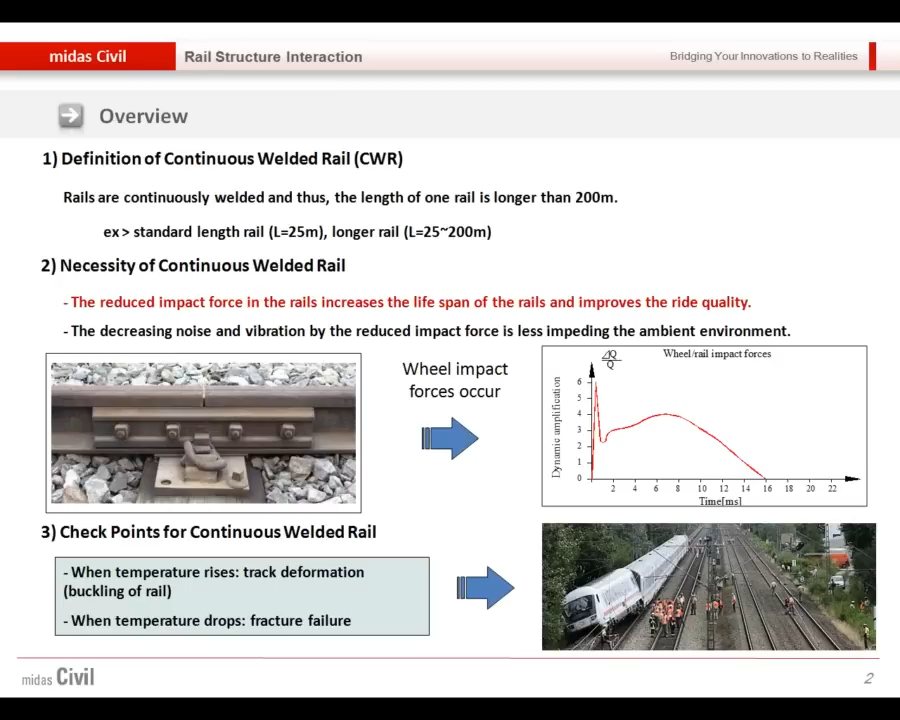 midas Civil
Rail Structure Interaction
Bridging Your Innovations to Realities
Overview
1) Definition of Continuous Welded Rail (CWR)
Rails are continuously welded and thus, the length of one rail is longer than 200m.
ex > standard length rail (L=25m), longer rail (L=25~200m)
2) Necessity of Continuous Welded Rail
- The reduced impact force in the rails increases the life span of the rails and improves the ride quality.
- The decreasing noise and vibration by the reduced impact force is less impeding the ambient environment.
Wheel impact
forces occur
Wheel/rail impact forces
ΔQ
Q
Dynamic amplification
6
5
4
3
2
1
0
2 4 6 8 10 12 14 16 18 20 22
Time[ms]
3) Check Points for Continuous Welded Rail
- When temperature rises: track deformation
(buckling of rail)
- When temperature drops: fracture failure
midas Civil
2